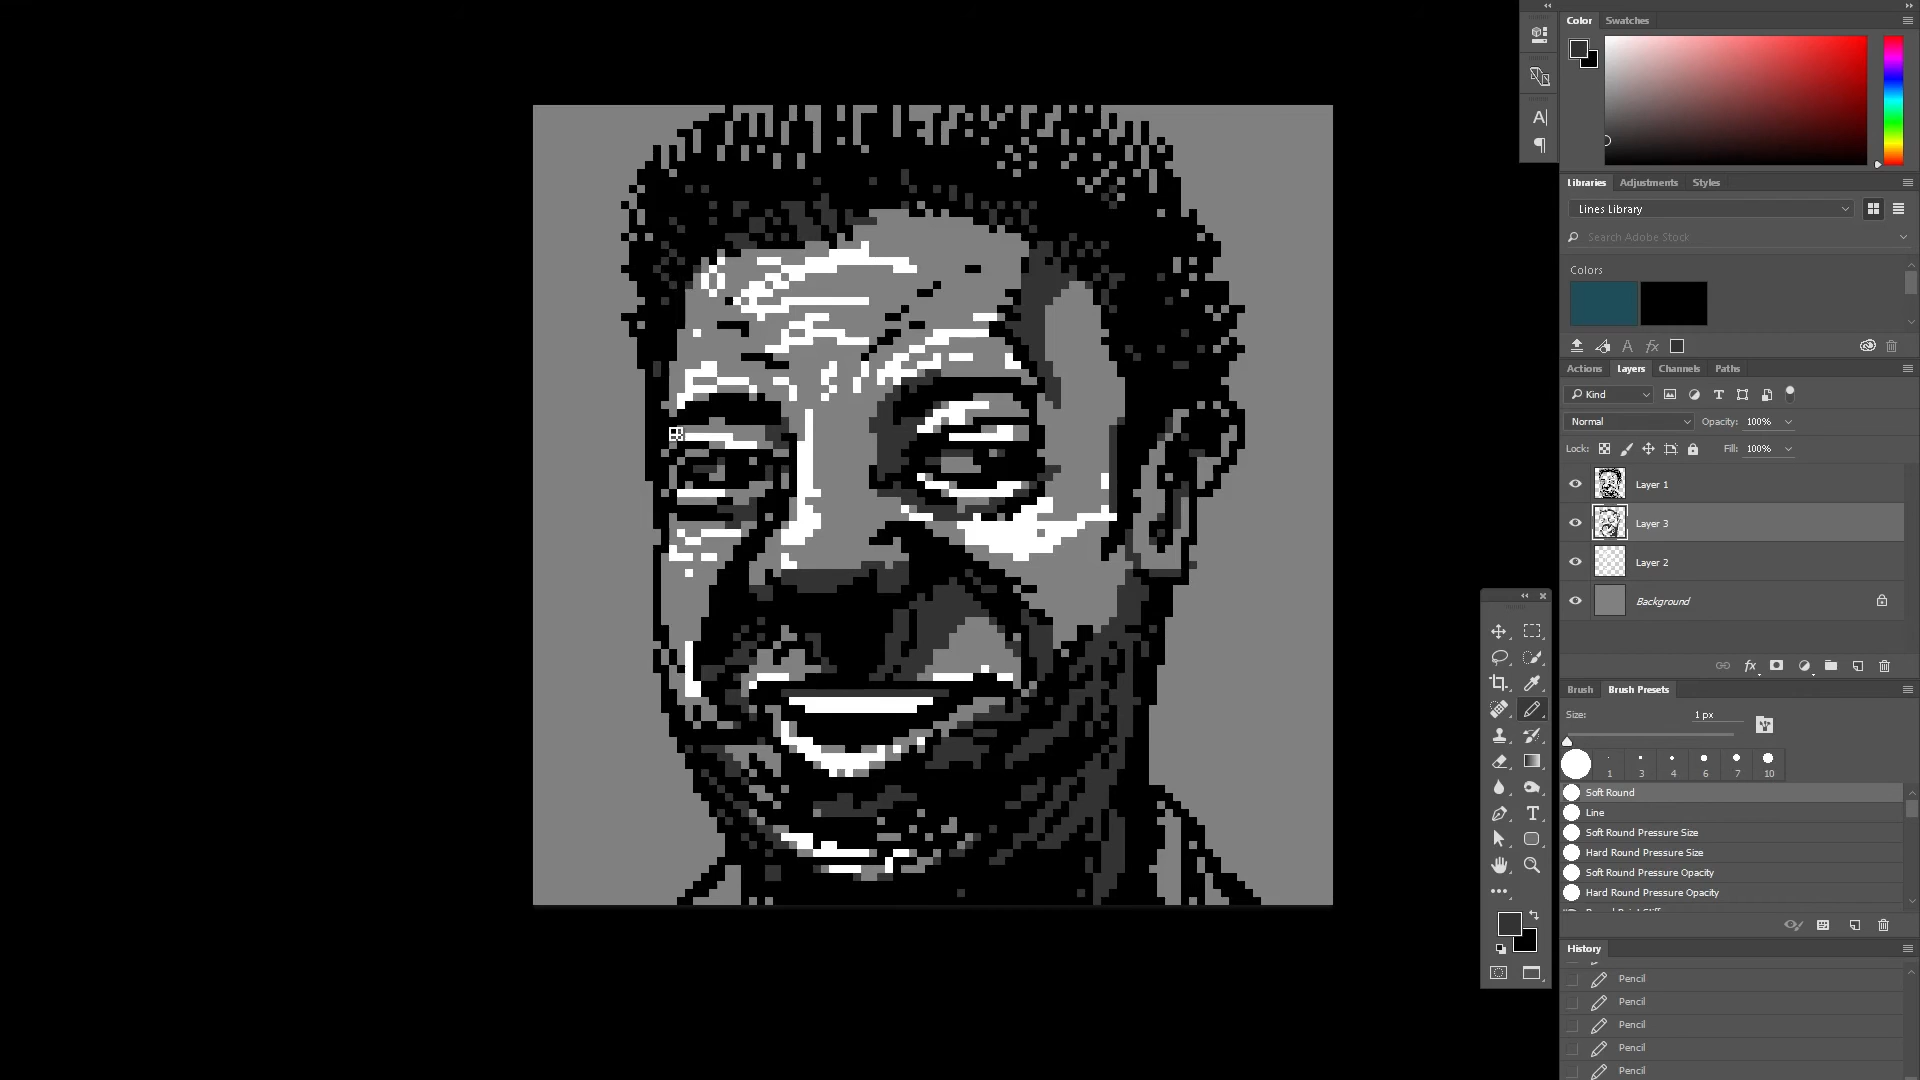 Color Swatches
A|
¶
Libraries Adjustments Styles
Lines Library
Search Adobe Stock
Colors
A fx
Actions Layers Channels Paths
Kind
T
Normal Opacity: 100%
Lock: Fill: 100%
Layer 1
Layer 3
Layer 2
Background
fx
Brush Brush Presets
Size: 1 px
1 3 4 6 7 10
Soft Round
Line
Soft Round Pressure Size
Hard Round Pressure Size
Soft Round Pressure Opacity
Hard Round Pressure Opacity
T
History
Pencil
Pencil
Pencil
Pencil
Pencil